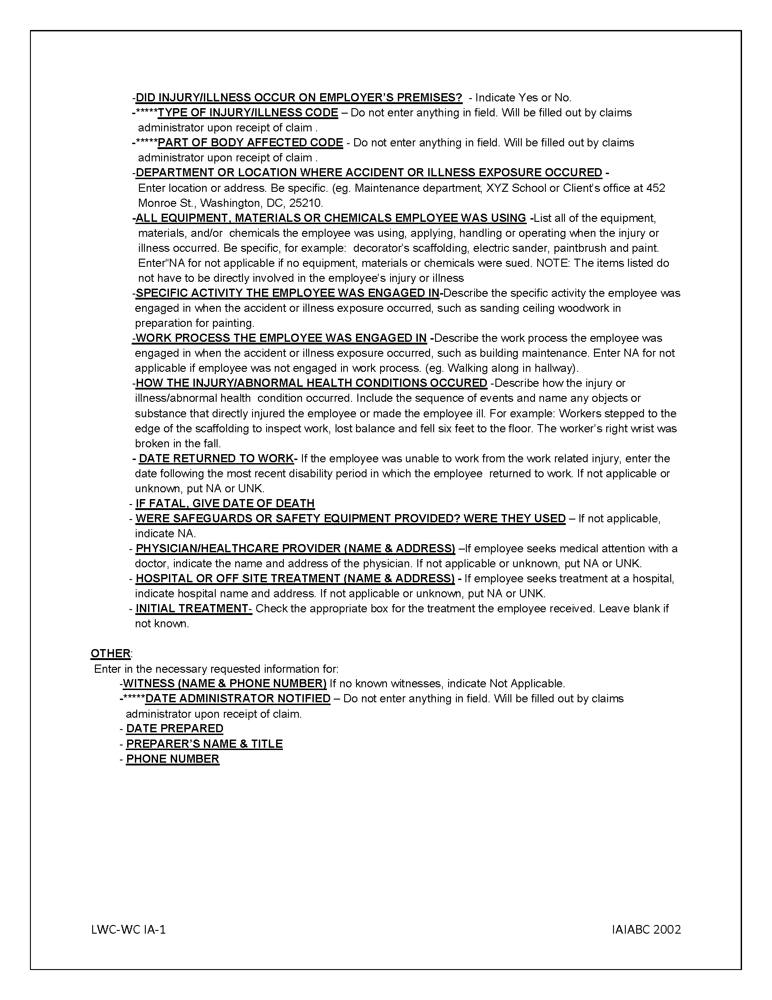 -DID INJURY/ILLNESS OCCUR ON EMPLOYER’S PREMISES?  - Indicate Yes or No.
-*****TYPE OF INJURY/ILLNESS CODE – Do not enter anything in field. Will be filled out by claims
administrator upon receipt of claim .
-*****PART OF BODY AFFECTED CODE - Do not enter anything in field. Will be filled out by claims
administrator upon receipt of claim .
-DEPARTMENT OR LOCATION WHERE ACCIDENT OR ILLNESS EXPOSURE OCCURED -
Enter location or address. Be specific. (eg. Maintenance department, XYZ School or Client’s office at 452
Monroe St., Washington, DC, 25210.
-ALL EQUIPMENT, MATERIALS OR CHEMICALS EMPLOYEE WAS USING -List all of the equipment,
materials, and/or  chemicals the employee was using, applying, handling or operating when the injury or
illness occurred. Be specific, for example:  decorator’s scaffolding, electric sander, paintbrush and paint.
Enter“NA for not applicable if no equipment, materials or chemicals were sued. NOTE: The items listed do
not have to be directly involved in the employee’s injury or illness
-SPECIFIC ACTIVITY THE EMPLOYEE WAS ENGAGED IN-Describe the specific activity the employee was
engaged in when the accident or illness exposure occurred, such as sanding ceiling woodwork in
preparation for painting.
-WORK PROCESS THE EMPLOYEE WAS ENGAGED IN -Describe the work process the employee was
engaged in when the accident or illness exposure occurred, such as building maintenance. Enter NA for not
applicable if employee was not engaged in work process. (eg. Walking along in hallway).
-HOW THE INJURY/ABNORMAL HEALTH CONDITIONS OCCURED -Describe how the injury or
illness/abnormal health  condition occurred. Include the sequence of events and name any objects or
substance that directly injured the employee or made the employee ill. For example: Workers stepped to the
edge of the scaffolding to inspect work, lost balance and fell six feet to the floor. The worker’s right wrist was
broken in the fall.
- DATE RETURNED TO WORK- If the employee was unable to work from the work related injury, enter the
date following the most recent disability period in which the employee  returned to work. If not applicable or
unknown, put NA or UNK.
- IF FATAL, GIVE DATE OF DEATH
- WERE SAFEGUARDS OR SAFETY EQUIPMENT PROVIDED? WERE THEY USED – If not applicable,
indicate NA.
- PHYSICIAN/HEALTHCARE PROVIDER (NAME & ADDRESS) –If employee seeks medical attention with a
doctor, indicate the name and address of the physician. If not applicable or unknown, put NA or UNK.
- HOSPITAL OR OFF SITE TREATMENT (NAME & ADDRESS) - If employee seeks treatment at a hospital,
indicate hospital name and address. If not applicable or unknown, put NA or UNK.
- INITIAL TREATMENT- Check the appropriate box for the treatment the employee received. Leave blank if
not known.
OTHER:
Enter in the necessary requested information for:
-WITNESS (NAME & PHONE NUMBER) If no known witnesses, indicate Not Applicable.
-*****DATE ADMINISTRATOR NOTIFIED – Do not enter anything in field. Will be filled out by claims
administrator upon receipt of claim.
- DATE PREPARED
- PREPARER’S NAME & TITLE
- PHONE NUMBER
LWC-WC IA-1 IAIABC 2002